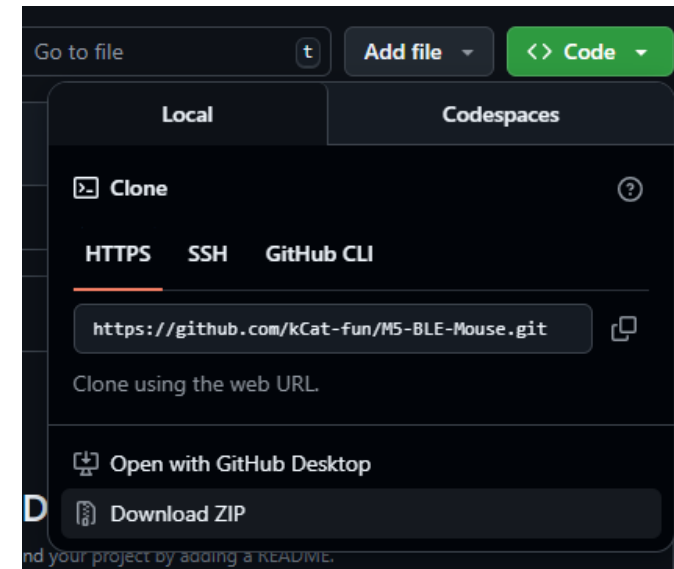 Go to file t Add file <> Code
Local Codespaces
Clone
HTTPS SSH GitHub CLI
https://github.com/kCat-fun/M5-BLE-Mouse.git
Clone using the web URL.
Open with GitHub Desktop
D
Download ZIP
nd your project by adding a README.